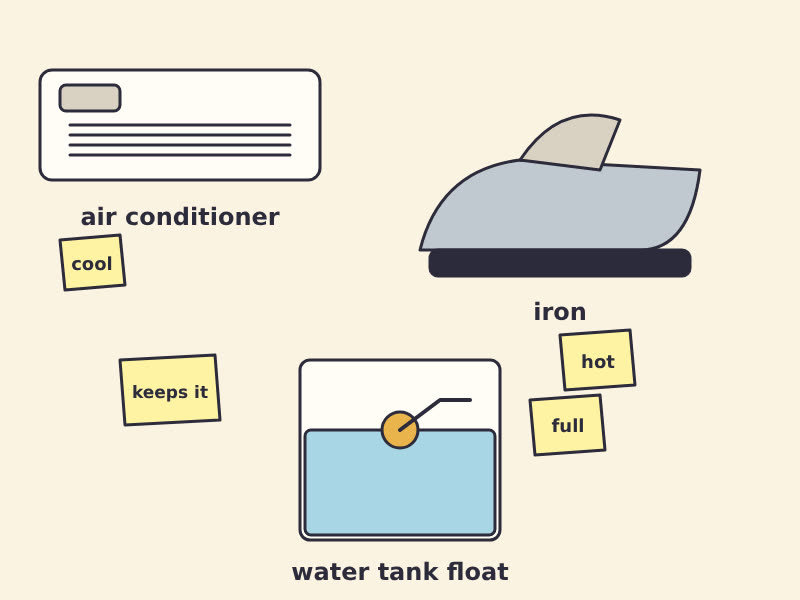 air conditioner
cool
iron
hot
keeps it
full
water tank float